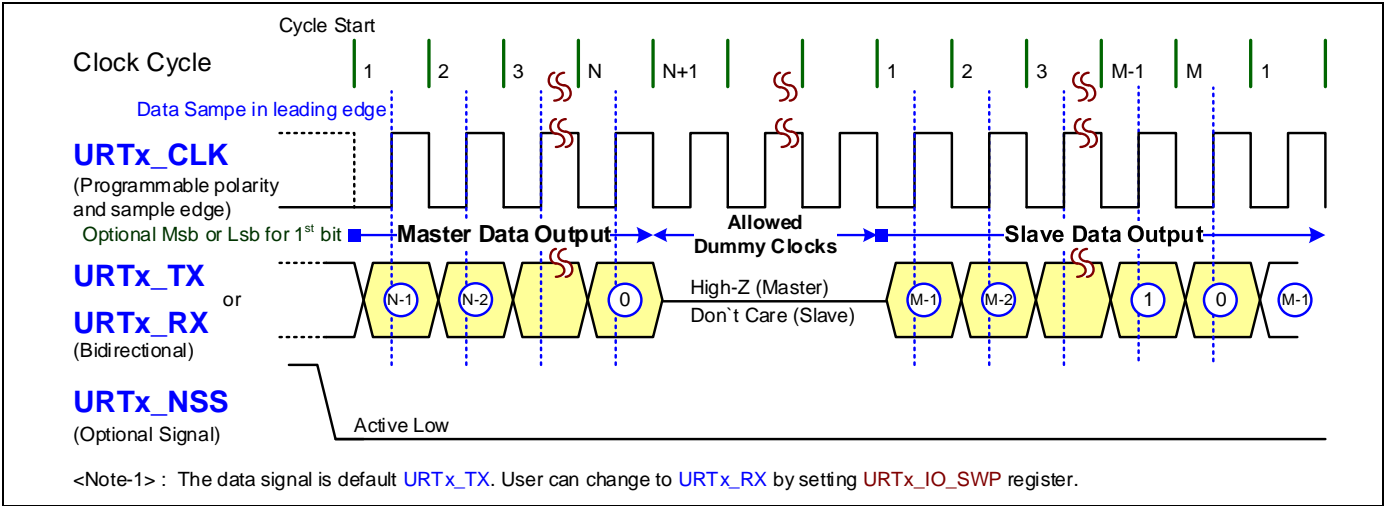 Cycle Start
Clock Cycle
1 2 3 N N+1 1 2 3 M-1 M 1
Data Sampe in leading edge
URTx_CLK
(Programmable polarity
and sample edge)
Optional Msb or Lsb for 1st bit
Master Data Output
Allowed
Dummy Clocks
Slave Data Output
URTx_TX
or
URTx_RX
(Bidirectional)
N-1 N-2 0
High-Z (Master)
Don`t Care (Slave)
M-1 M-2 1 0 M-1
URTx_NSS
(Optional Signal)
Active Low
<Note-1> : The data signal is default URTx_TX. User can change to URTx_RX by setting URTx_IO_SWP register.